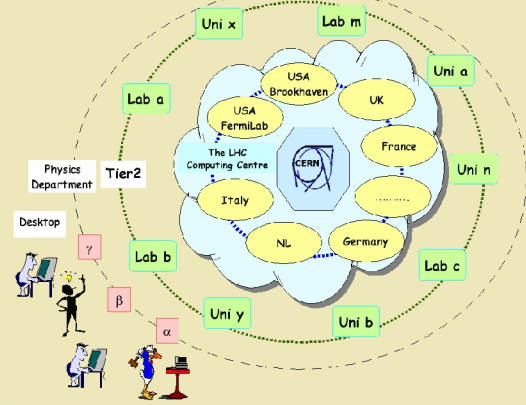 Uni x
Lab m
Uni a
Lab a
USA
Brookhaven
UK
USA
FermiLab
France
The LHC
Computing Centre
CERN
Uni n
Physics
Department
Tier2
Italy
..........
Desktop
γ
NL
Germany
Lab b
Lab c
β
Uni y
Uni b
α